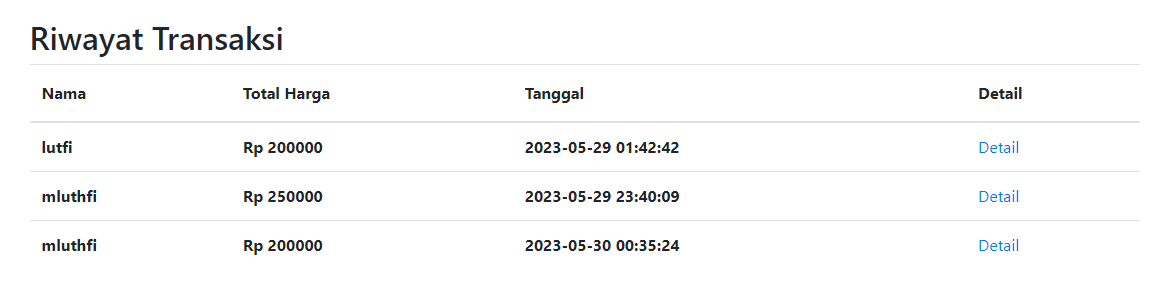 Riwayat Transaksi
Nama Total Harga Tanggal Detail
lutfi Rp 200000 2023-05-29 01:42:42 Detail
mluthfi Rp 250000 2023-05-29 23:40:09 Detail
mluthfi Rp 200000 2023-05-30 00:35:24 Detail